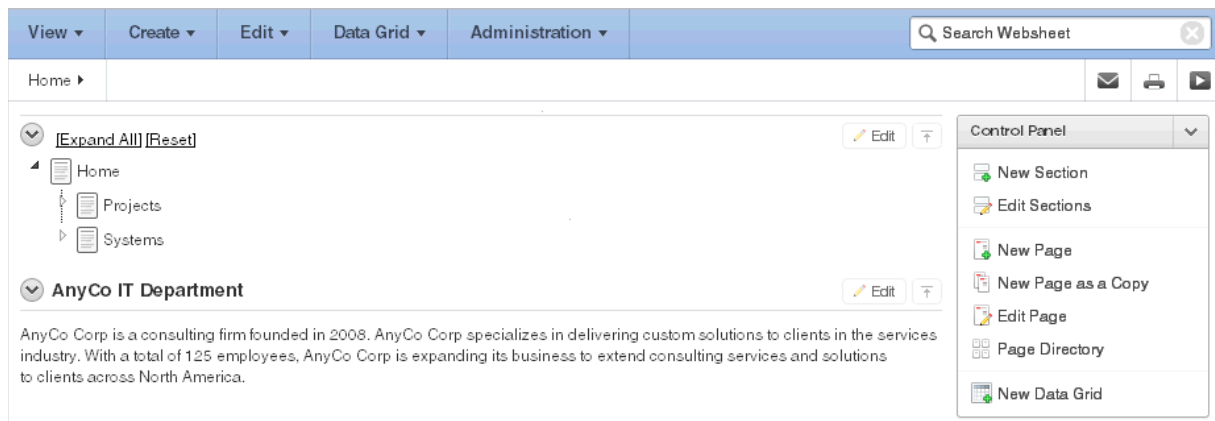 View Create Edit Data Grid Administration Search Websheet
Home
[Expand All] [Reset] Edit
Home
Projects
Systems
AnyCo IT Department Edit
AnyCo Corp is a consulting firm founded in 2008. AnyCo Corp specializes in delivering custom solutions to clients in the services
industry. With a total of 125 employees, AnyCo Corp is expanding its business to extend consulting services and solutions
to clients across North America.
Control Panel
New Section
Edit Sections
New Page
New Page as a Copy
Edit Page
Page Directory
New Data Grid